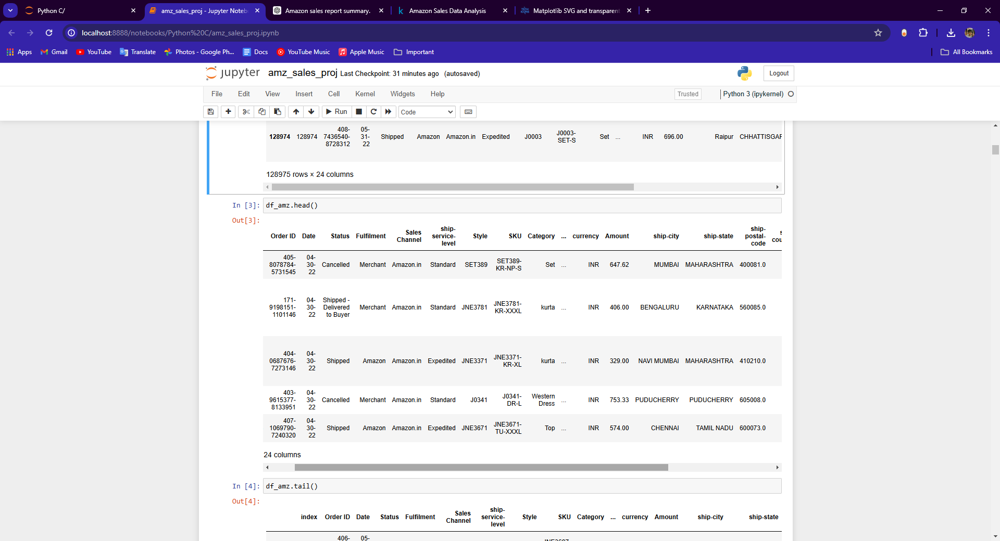 Python C/
amz_sales_proj - Jupyter Noteb
Amazon sales report summary.
Amazon Sales Data Analysis
Matplotlib SVG and transparent
localhost:8888/notebooks/Python%20C/amz_sales_proj.ipynb
Apps Gmail YouTube Translate Photos - Google Ph... Docs YouTube Music Apple Music Important All Bookmarks
jupyter amz_sales_proj Last Checkpoint: 31 minutes ago (autosaved) Logout
File Edit View Insert Cell Kernel Widgets Help Trusted Python 3 (ipykernel)
Run Code
408-
05-
128974 128974 7436540- 31- Shipped Amazon Amazon.in Expedited J0003 J0003-SET-S Set ... INR 696.00 Raipur CHHATTISGAR
8728312 22
128975 rows × 24 columns
In [3]: df_amz.head()
Out[3]:
Order ID Date Status Fulfilment Sales Channel ship-service-level Style SKU Category ... currency Amount ship-city ship-state ship-postal-code s cou
405-8078784-5731545 04-30-22 Cancelled Merchant Amazon.in Standard SET389 SET389-KR-NP-S Set ... INR 647.62 MUMBAI MAHARASHTRA 400081.0
171-9198151-1101146 04-30-22 Shipped - Delivered to Buyer Merchant Amazon.in Standard JNE3781 JNE3781-KR-XXXL kurta ... INR 406.00 BENGALURU KARNATAKA 560085.0
404-0687676-7273146 04-30-22 Shipped Amazon Amazon.in Expedited JNE3371 JNE3371-KR-XL kurta ... INR 329.00 NAVI MUMBAI MAHARASHTRA 410210.0
403-9615377-8133951 04-30-22 Cancelled Merchant Amazon.in Standard J0341 J0341-DR-L Western Dress ... INR 753.33 PUDUCHERRY PUDUCHERRY 605008.0
407-1069790-7240320 04-30-22 Shipped Amazon Amazon.in Expedited JNE3671 JNE3671-TU-XXXL Top ... INR 574.00 CHENNAI TAMIL NADU 600073.0
24 columns
In [4]: df_amz.tail()
Out[4]:
index Order ID Date Status Fulfilment Sales Channel ship-service-level Style SKU Category ... currency Amount ship-city ship-state
406- 05-